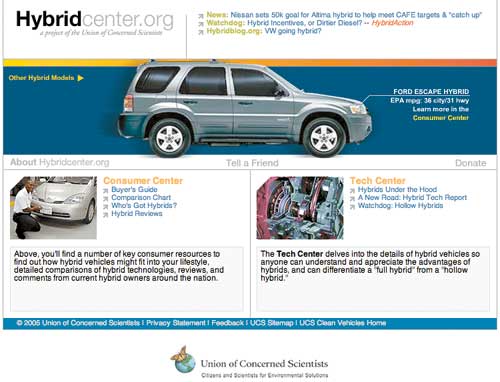 Hybridcenter.org
a project of the Union of Concerned Scientists
News: Nissan sets 50k goal for Altima hybrid to help meet CAFE targets & "catch up"
Watchdog: Hybrid Incentives, or Dirtier Diesel? -- HybridAction
Hybridblog.org: VW going hybrid?
Other Hybrid Models
FORD ESCAPE HYBRID
EPA mpg: 36 city/31 hwy
Learn more in the
Consumer Center
About Hybridcenter.org
Tell a Friend
Donate
Consumer Center
Buyer's Guide
Comparison Chart
Who's Got Hybrids?
Hybrid Reviews
Above, you'll find a number of key consumer resources to
find out how hybrid vehicles might fit into your lifestyle,
detailed comparisons of hybrid technologies, reviews, and
comments from current hybrid owners around the nation.
Tech Center
Hybrids Under the Hood
A New Road: Hybrid Tech Report
Watchdog: Hollow Hybrids
The Tech Center delves into the details of hybrid vehicles so
anyone can understand and appreciate the advantages of
hybrids, and can differentiate a "full hybrid" from a "hollow
hybrid."
© 2005 Union of Concerned Scientists | Privacy Statement | Feedback | UCS Sitemap | UCS Clean Vehicles Home
Union of Concerned Scientists
Citizens and Scientists for Environmental Solutions